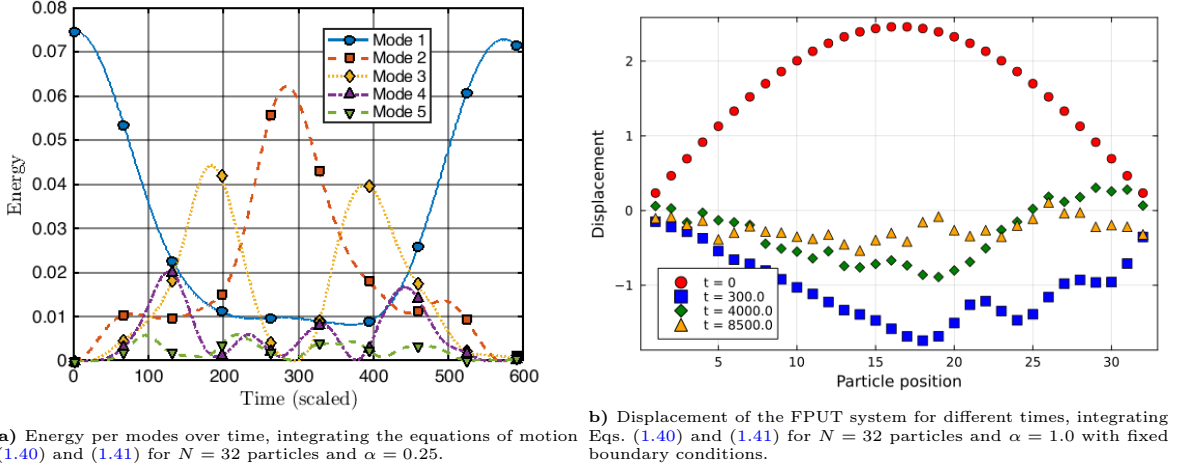 0.08
0.07
0.06
0.05
0.04
0.03
0.02
0.01
0
Energy
Mode 1
Mode 2
Mode 3
Mode 4
Mode 5
0 100 200 300 400 500 600
Time (scaled)
a) Energy per modes over time, integrating the equations of motion
(1.40) and (1.41) for N = 32 particles and α = 0.25.
2
1
0
−1
Displacement
t = 0
t = 300.0
t = 4000.0
t = 8500.0
5 10 15 20 25 30
Particle position
b) Displacement of the FPUT system for different times, integrating
Eqs. (1.40) and (1.41) for N = 32 particles and α = 1.0 with fixed
boundary conditions.